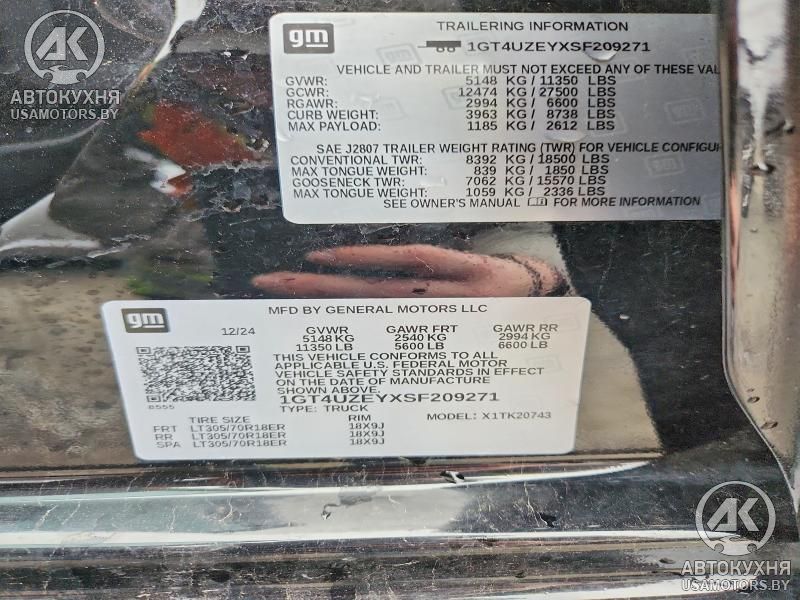 AK
АВТОКУХНЯ
USAMOTORS.BY
gm
TRAILERING INFORMATION
1GT4UZEYXSF209271
VEHICLE AND TRAILER MUST NOT EXCEED ANY OF THESE VAL
GVWR: 5148 KG / 11350 LBS
GCWR: 12474 KG / 27500 LBS
RGAWR: 2994 KG / 6600 LBS
CURB WEIGHT: 3963 KG / 8738 LBS
MAX PAYLOAD: 1185 KG / 2612 LBS
SAE J2807 TRAILER WEIGHT RATING (TWR) FOR VEHICLE CONFIGUR
CONVENTIONAL TWR: 8392 KG / 18500 LBS
MAX TONGUE WEIGHT: 839 KG / 1850 LBS
GOOSENECK TWR: 7062 KG / 15570 LBS
MAX TONGUE WEIGHT: 1059 KG / 2336 LBS
SEE OWNER'S MANUAL FOR MORE INFORMATION
gm
MFD BY GENERAL MOTORS LLC
12/24 GVWR GAWR FRT GAWR RR
5148 KG 2540 KG 2994 KG
11350 LB 5600 LB 6600 LB
THIS VEHICLE CONFORMS TO ALL
APPLICABLE U.S. FEDERAL MOTOR
VEHICLE SAFETY STANDARDS IN EFFECT
ON THE DATE OF MANUFACTURE
SHOWN ABOVE.
1GT4UZEYXSF209271
TYPE: TRUCK
MODEL: X1TK20743
TIRE SIZE RIM
FRT LT305/70R18ER 18X9J
RR LT305/70R18ER 18X9J
SPA LT305/70R18ER 18X9J
AK
АВТОКУХНЯ
USAMOTORS.BY